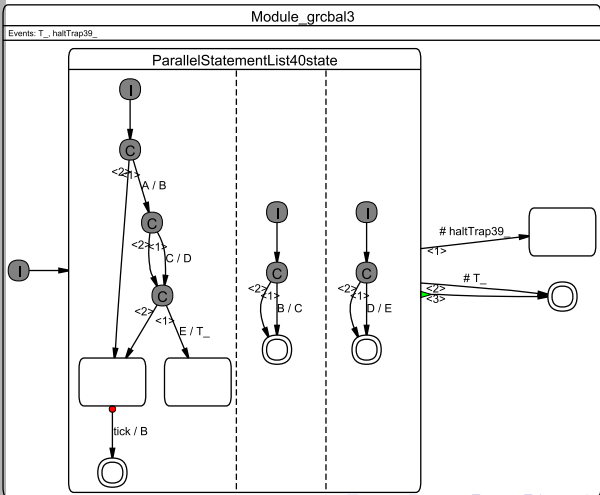 Module_grcbal3
Events: T_, haltTrap39_
ParallelStatementList40state
I
C
<2>
<1>
A / B
C
<2>
<1>
C / D
C
<2>
<1>
E / T_
tick / B
I
C
<2>
<1>
B / C
I
C
<2>
<1>
D / E
I
# haltTrap39_
<1>
# T_
<2>
<3>